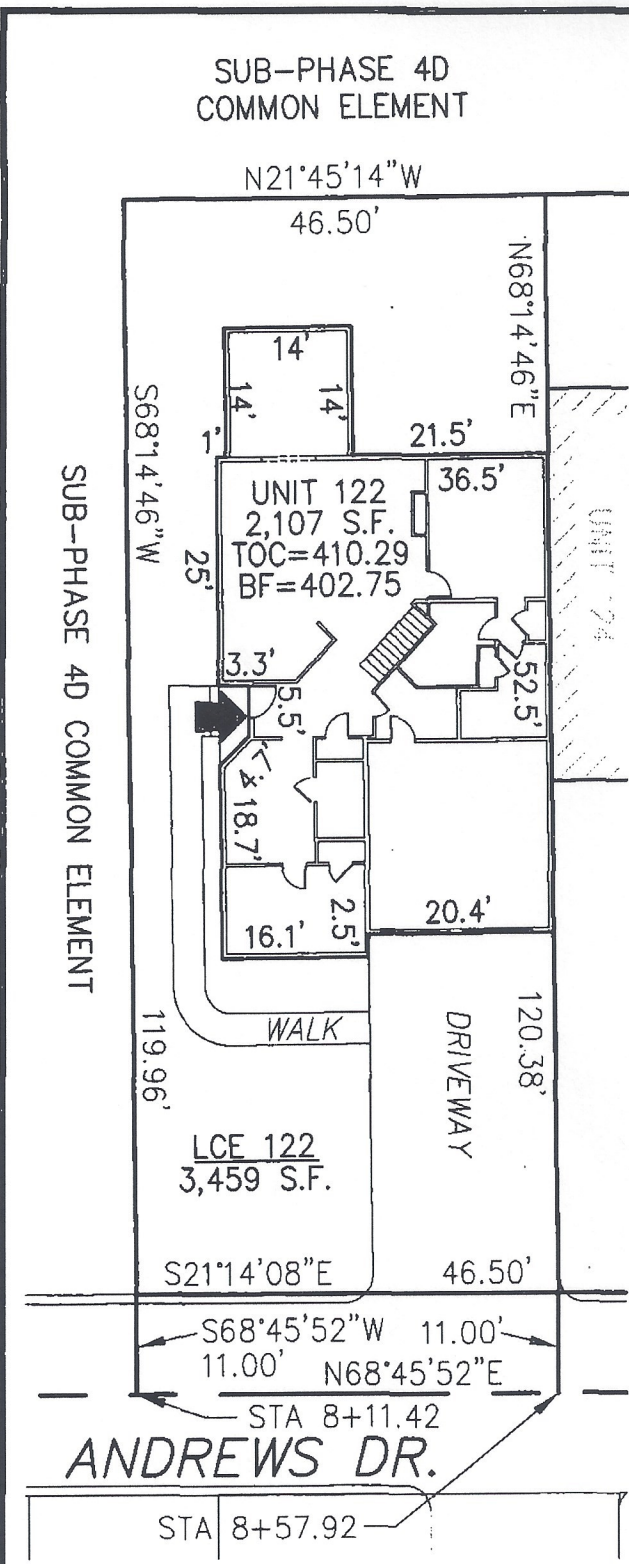 SUB-PHASE 4D
COMMON ELEMENT
N21°45'14"W
46.50'
N68°14'46"E
S68°14'46"W
SUB-PHASE 4D COMMON ELEMENT
14'
14'
14'
1'
21.5'
36.5'
UNIT 122
2,107 S.F.
TOC=410.29
BF=402.75
25'
3.3'
5.5'
52.5'
18.7'
16.1'
2.5'
20.4'
WALK
DRIVEWAY
119.96'
120.38'
LCE 122
3,459 S.F.
S21°14'08"E
46.50'
S68°45'52"W
11.00'
11.00'
N68°45'52"E
STA 8+11.42
ANDREWS DR.
STA 8+57.92
UNIT